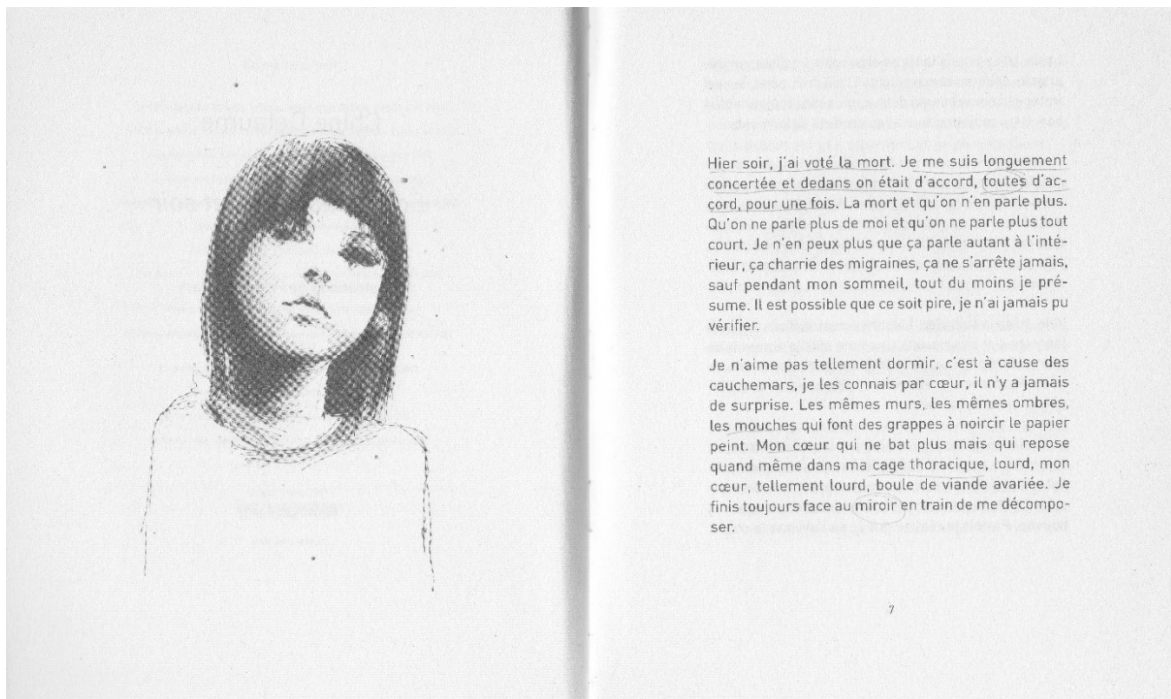 Hier soir, j'ai voté la mort. Je me suis longuement
concertée et dedans on était d'accord, toutes d'ac-
cord, pour une fois. La mort et qu'on n'en parle plus.
Qu'on ne parle plus de moi et qu'on ne parle plus tout
court. Je n'en peux plus que ça parle autant à l'inté-
rieur, ça charrie des migraines, ça ne s'arrête jamais,
sauf pendant mon sommeil, tout du moins je pré-
sume. Il est possible que ce soit pire, je n'ai jamais pu
vérifier.
Je n'aime pas tellement dormir, c'est à cause des
cauchemars, je les connais par cœur, il n'y a jamais
de surprise. Les mêmes murs, les mêmes ombres,
les mouches qui font des grappes à noircir le papier
peint. Mon cœur qui ne bat plus mais qui repose
quand même dans ma cage thoracique, lourd, mon
cœur, tellement lourd, boule de viande avariée. Je
finis toujours face au miroir en train de me décompo-
ser.
7